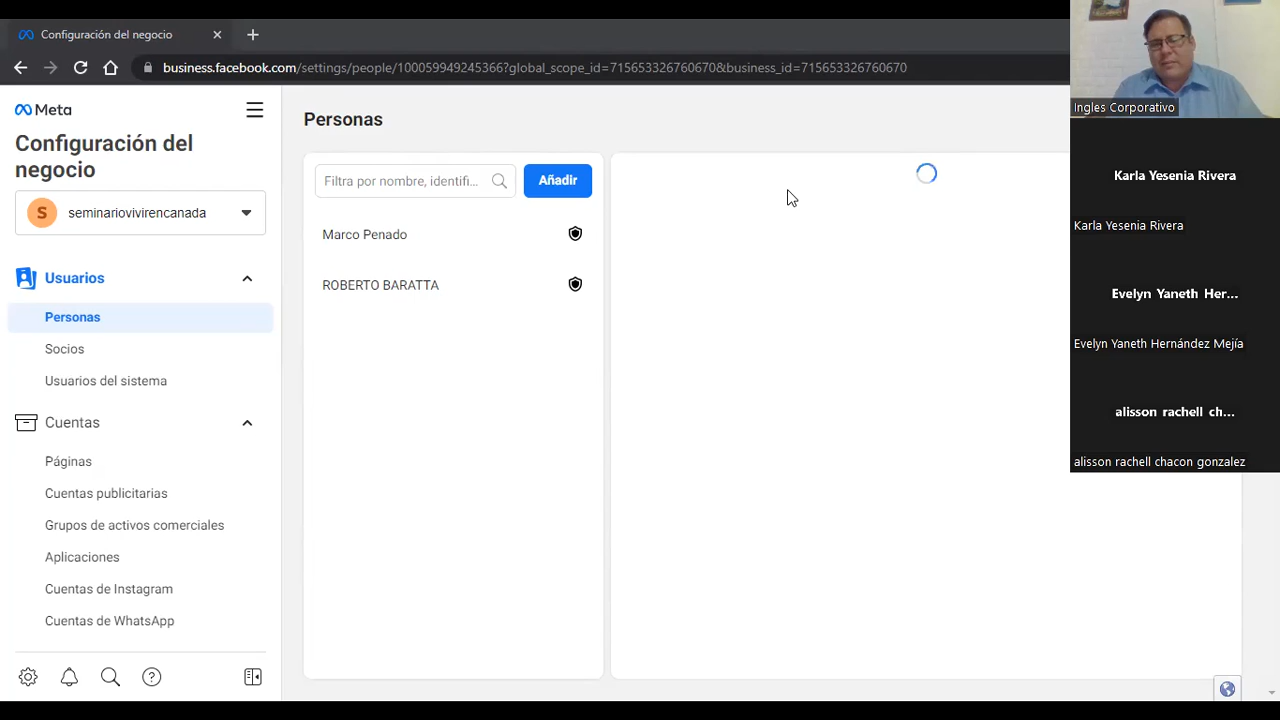 Configuración del negocio
business.facebook.com/settings/people/100059949245366?global_scope_id=715653326760670&business_id=715653326760670
Meta
Configuración del
negocio
S seminariovivirencanada
Usuarios
Personas
Socios
Usuarios del sistema
Cuentas
Páginas
Cuentas publicitarias
Grupos de activos comerciales
Aplicaciones
Cuentas de Instagram
Cuentas de WhatsApp
Personas
Filtra por nombre, identifi... Añadir
Marco Penado
ROBERTO BARATTA
Ingles Corporativo
Karla Yesenia Rivera
Karla Yesenia Rivera
Evelyn Yaneth Her...
Evelyn Yaneth Hernández Mejía
alisson rachell ch...
alisson rachell chacon gonzalez